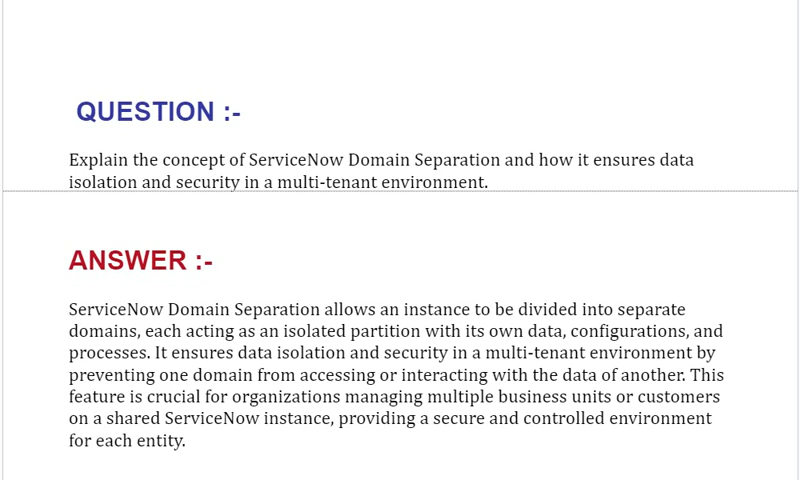 QUESTION :-
Explain the concept of ServiceNow Domain Separation and how it ensures data
isolation and security in a multi-tenant environment.
ANSWER :-
ServiceNow Domain Separation allows an instance to be divided into separate
domains, each acting as an isolated partition with its own data, configurations, and
processes. It ensures data isolation and security in a multi-tenant environment by
preventing one domain from accessing or interacting with the data of another. This
feature is crucial for organizations managing multiple business units or customers
on a shared ServiceNow instance, providing a secure and controlled environment
for each entity.